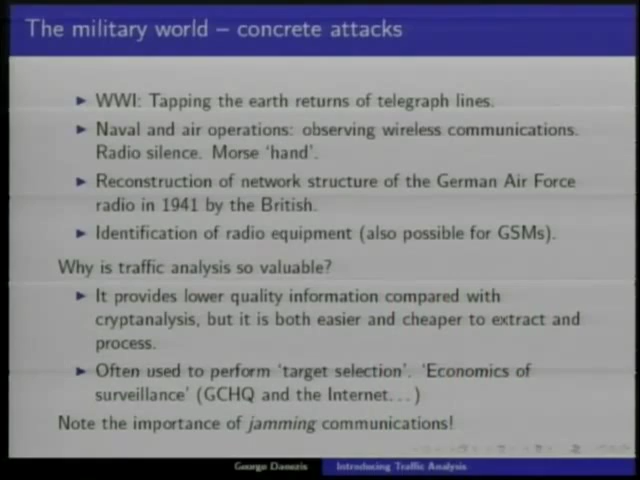 The military world – concrete attacks
► WWI: Tapping the earth returns of telegraph lines.
► Naval and air operations: observing wireless communications.
Radio silence. Morse ‘hand’.
► Reconstruction of network structure of the German Air Force
radio in 1941 by the British.
► Identification of radio equipment (also possible for GSMs).
Why is traffic analysis so valuable?
► It provides lower quality information compared with
cryptanalysis, but it is both easier and cheaper to extract and
process.
► Often used to perform ‘target selection’. ‘Economics of
surveillance’ (GCHQ and the Internet...)
Note the importance of jamming communications!
George Danezis Introducing Traffic Analysis